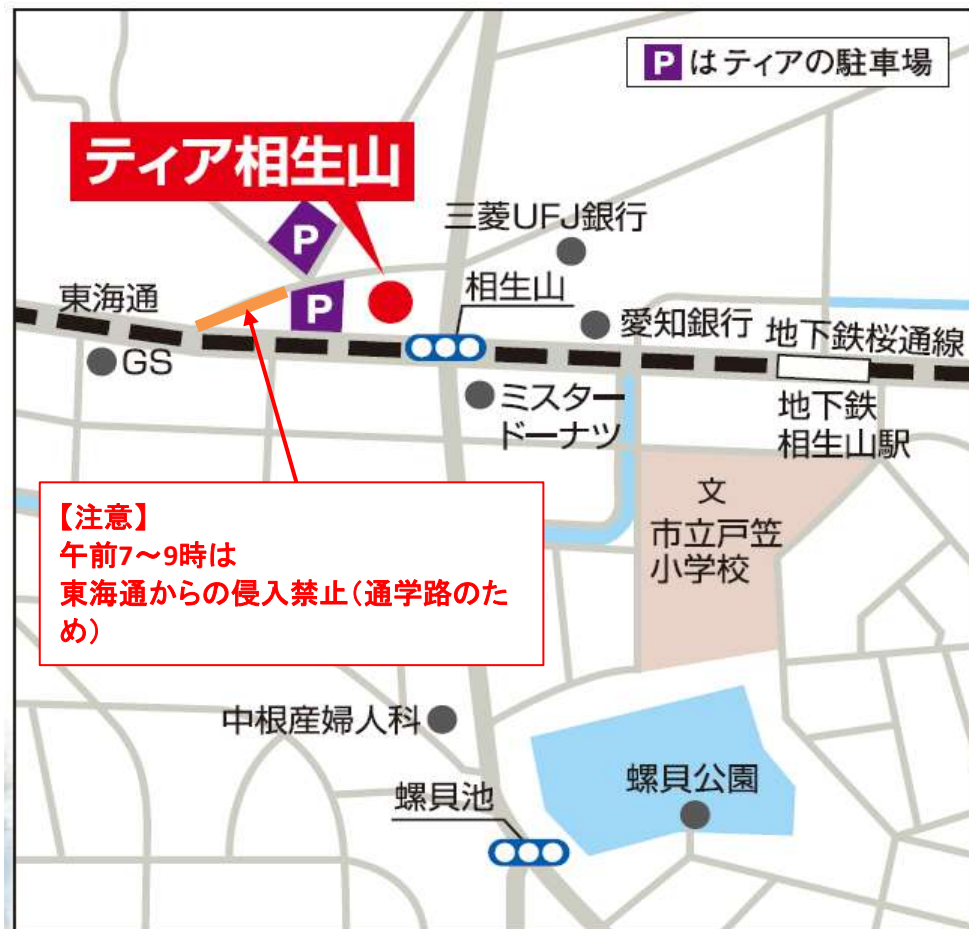 P はティアの駐車場
ティア相生山
P
三菱UFJ銀行
相生山
P
東海通
愛知銀行
地下鉄桜通線
GS
ミスター
ドーナツ
地下鉄
相生山駅
文
市立戸笠
小学校
【注意】
午前7～9時は
東海通からの侵入禁止（通学路のた
め）
中根産婦人科
螺貝公園
螺貝池